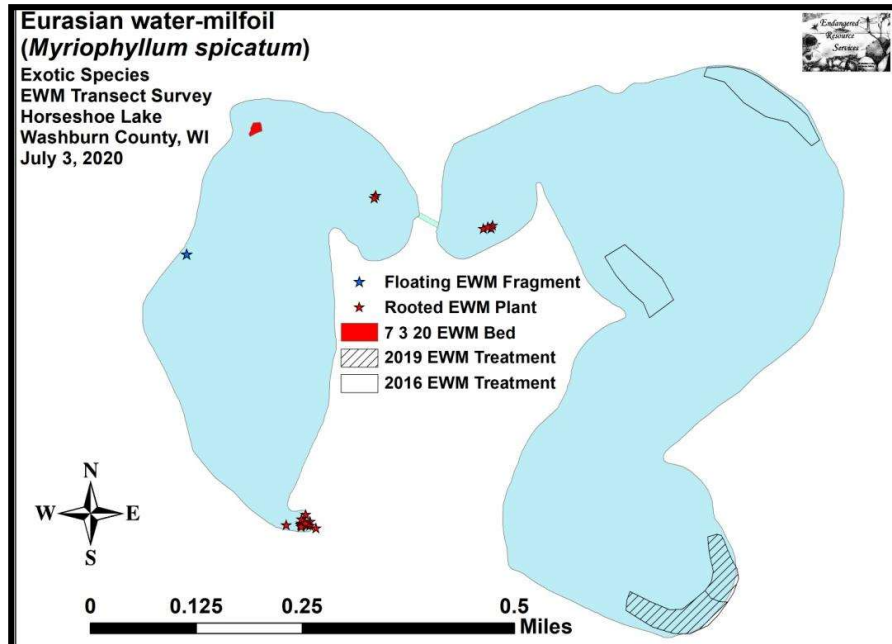 Eurasian water-milfoil
(Myriophyllum spicatum)
Exotic Species
EWM Transect Survey
Horseshoe Lake
Washburn County, WI
July 3, 2020
Endangered
Resource
Services
Floating EWM Fragment
Rooted EWM Plant
7 3 20 EWM Bed
2019 EWM Treatment
2016 EWM Treatment
N
W E
S
0 0.125 0.25 0.5
Miles